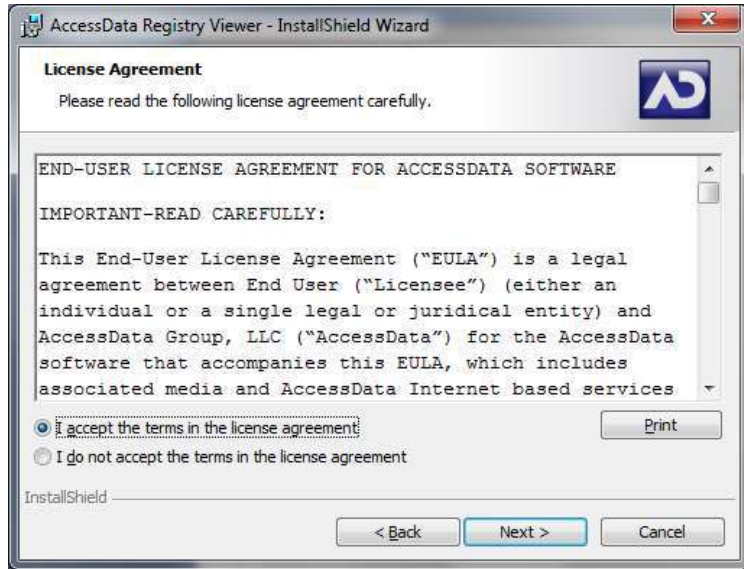 AccessData Registry Viewer - InstallShield Wizard
License Agreement
Please read the following license agreement carefully.
END-USER LICENSE AGREEMENT FOR ACCESSDATA SOFTWARE
IMPORTANT-READ CAREFULLY:
This End-User License Agreement (“EULA”) is a legal
agreement between End User (“Licensee”) (either an
individual or a single legal or juridical entity) and
AccessData Group, LLC (“AccessData”) for the AccessData
software that accompanies this EULA, which includes
associated media and AccessData Internet based services
I accept the terms in the license agreement
Print
I do not accept the terms in the license agreement
InstallShield
< Back
Next >
Cancel